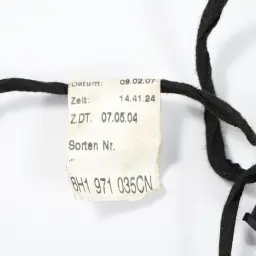 Datum: 09.02.07
Zeit: 14.41.24
Z.DT. 07.05.04
Sorten Nr.
8H1 971 035CN